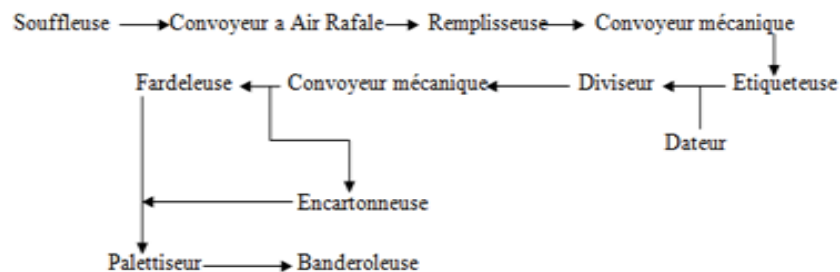 Souffleuse Convoyeur a Air Rafale Remplisseuse Convoyeur mécanique
Fardeleuse Convoyeur mécanique Diviseur Etiqueteuse
Dateur
Encartonneuse
Palettiseur Banderoleuse